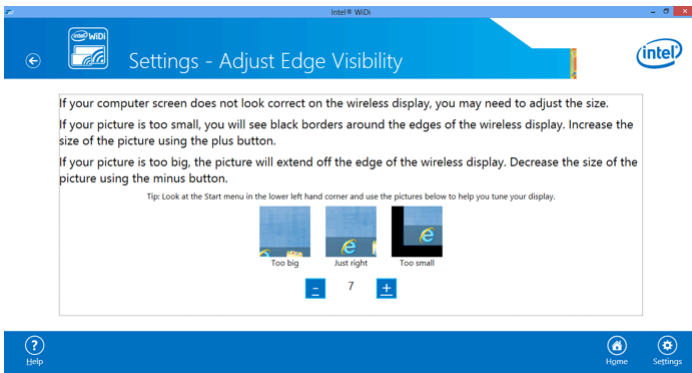 Intel® WiDi
intel WiDi
Settings - Adjust Edge Visibility
intel
If your computer screen does not look correct on the wireless display, you may need to adjust the size.
If your picture is too small, you will see black borders around the edges of the wireless display. Increase the
size of the picture using the plus button.
If your picture is too big, the picture will extend off the edge of the wireless display. Decrease the size of the
picture using the minus button.
Tip: Look at the Start menu in the lower left hand corner and use the pictures below to help you tune your display.
Too big Just right Too small
- 7 +
Help Home Settings